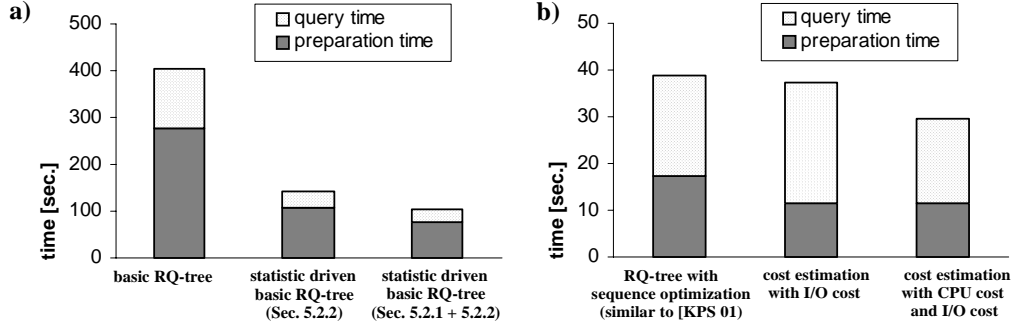 a)
500
400
300
200
100
0
time [sec.]
query time
preparation time
basic RQ-tree
statistic driven
basic RQ-tree
(Sec. 5.2.2)
statistic driven
basic RQ-tree
(Sec. 5.2.1 + 5.2.2)
b)
50
40
30
20
10
0
time [sec.]
query time
preparation time
RQ-tree with
sequence optimization
(similar to [KPS 01)
cost estimation
with I/O cost
cost estimation
with CPU cost
and I/O cost